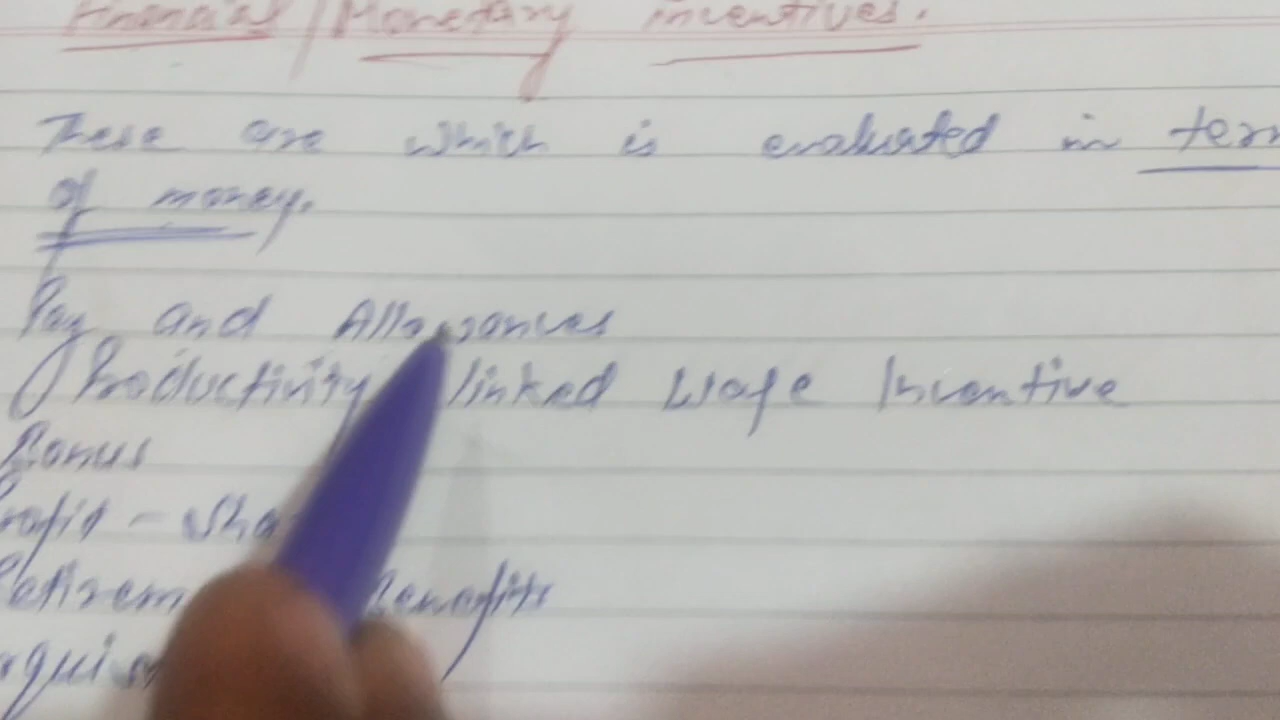 Financial/Monetary incentives.
These are which is evaluated in term
of money.
Pay and Allowances
Productivity linked Wage Incentive
Bonus
Profit - Sha
Retirem Benefits